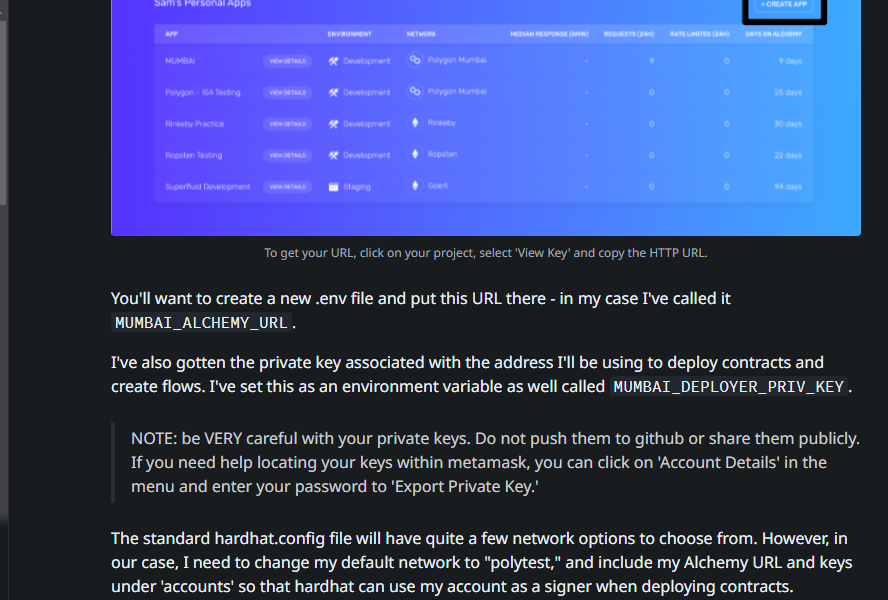 Sam's Personal Apps
+ CREATE APP
APP ENVIRONMENT NETWORK MEDIAN RESPONSE (5MIN) REQUESTS (24H) RATE LIMITED (24H) DAYS ON ALCHEMY
MUMBAI VIEW DETAILS Development Polygon Mumbai - 9 0 9 days
Polygon - ISA Testing VIEW DETAILS Development Polygon Mumbai - 0 0 25 days
Rinkeby Practice VIEW DETAILS Development Rinkeby - 0 0 30 days
Ropsten Testing VIEW DETAILS Development Ropsten - 0 0 22 days
Superfluid Development VIEW DETAILS Staging Goerli - 0 0 94 days
To get your URL, click on your project, select 'View Key' and copy the HTTP URL.
You'll want to create a new .env file and put this URL there - in my case I've called it
MUMBAI_ALCHEMY_URL.
I've also gotten the private key associated with the address I'll be using to deploy contracts and
create flows. I've set this as an environment variable as well called MUMBAI_DEPLOYER_PRIV_KEY.
NOTE: be VERY careful with your private keys. Do not push them to github or share them publicly.
If you need help locating your keys within metamask, you can click on 'Account Details' in the
menu and enter your password to 'Export Private Key.'
The standard hardhat.config file will have quite a few network options to choose from. However, in
our case, I need to change my default network to "polytest," and include my Alchemy URL and keys
under 'accounts' so that hardhat can use my account as a signer when deploying contracts.